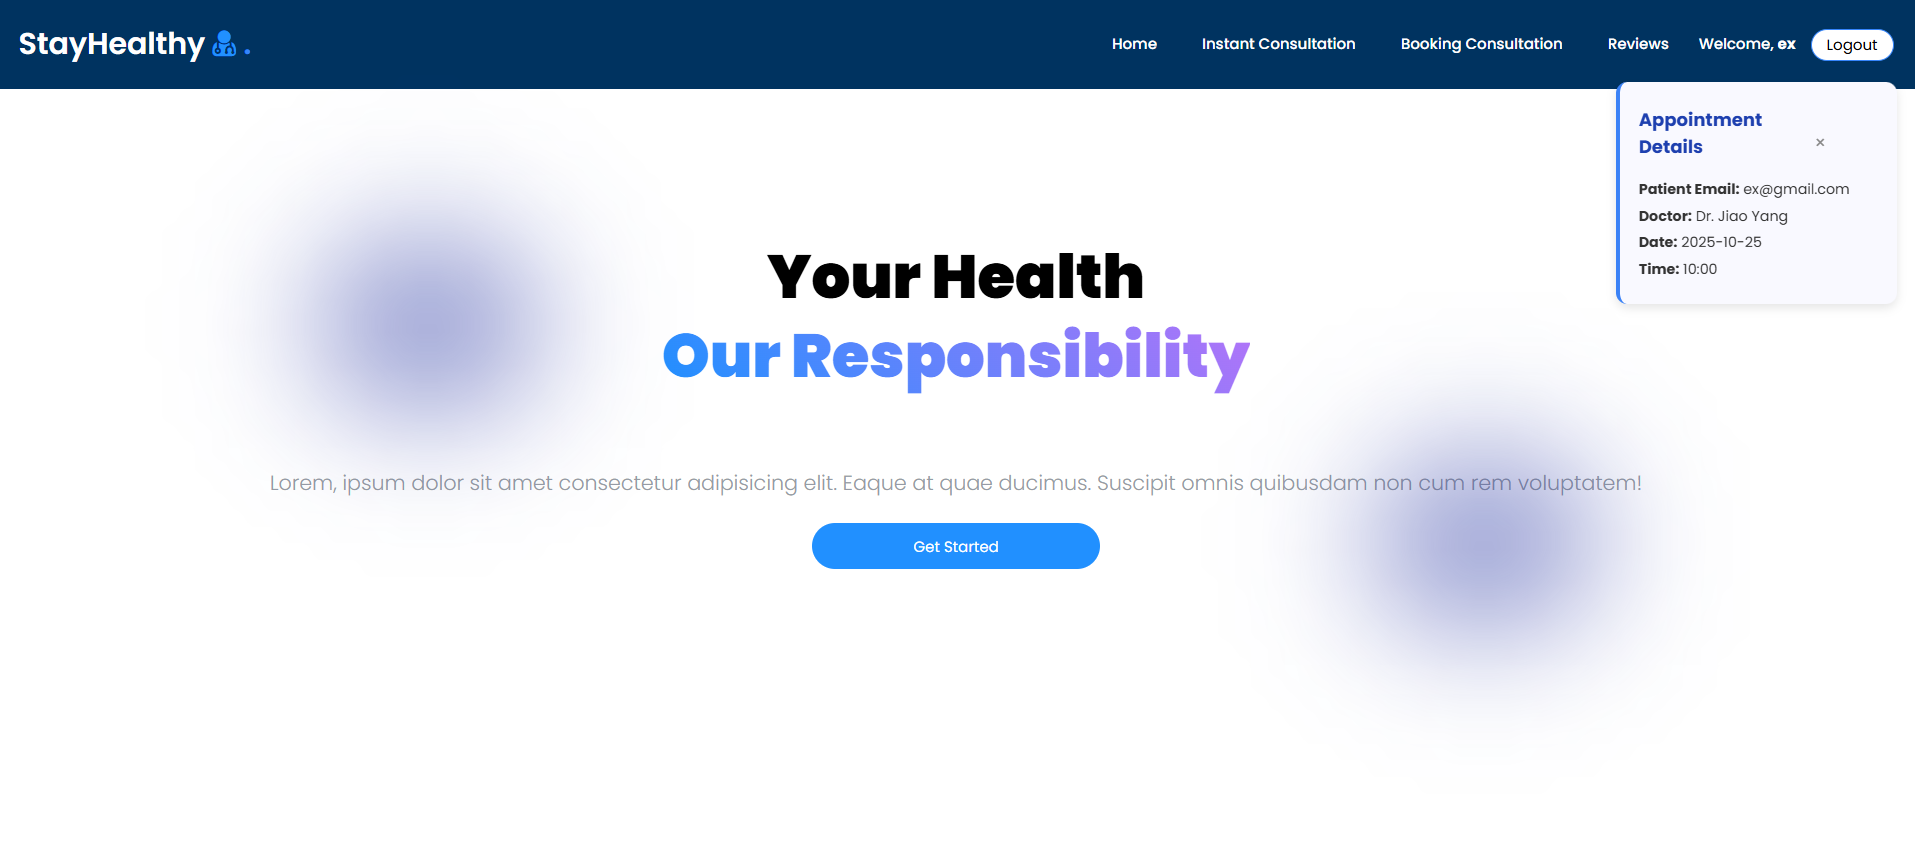 StayHealthy .
Home Instant Consultation Booking Consultation Reviews Welcome, ex Logout
Appointment
Details ×
Patient Email: ex@gmail.com
Doctor: Dr. Jiao Yang
Date: 2025-10-25
Time: 10:00
Your Health
Our Responsibility
Lorem, ipsum dolor sit amet consectetur adipisicing elit. Eaque at quae ducimus. Suscipit omnis quibusdam non cum rem voluptatem!
Get Started